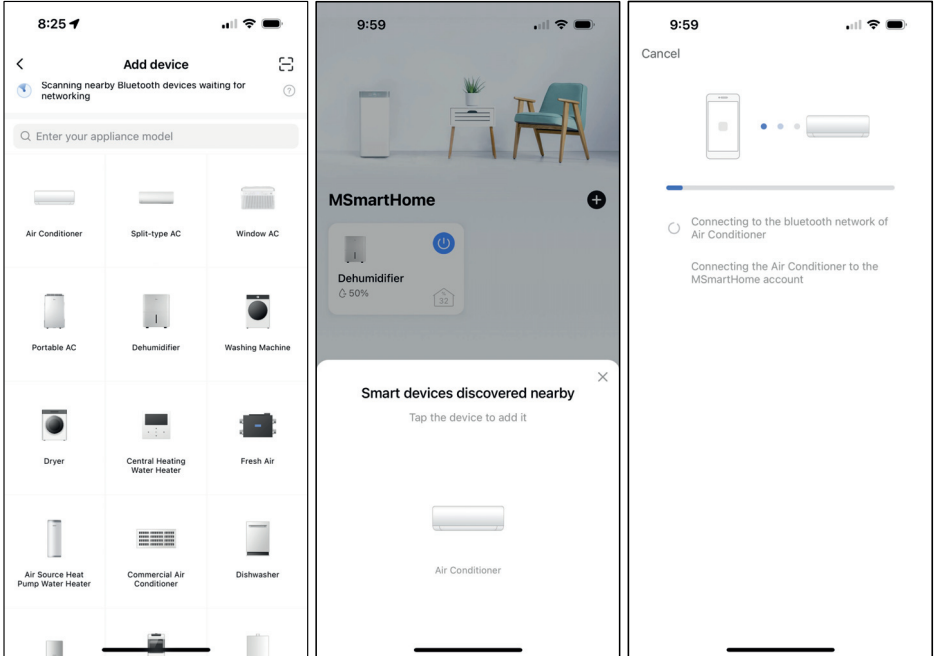 8:25
Add device
Scanning nearby Bluetooth devices waiting for
networking
?
Enter your appliance model
Air Conditioner
Split-type AC
Window AC
Portable AC
Dehumidifier
Washing Machine
Dryer
Central Heating
Water Heater
Fresh Air
Air Source Heat
Pump Water Heater
Commercial Air
Conditioner
Dishwasher
9:59
MSmartHome
Dehumidifier
50%
32
Smart devices discovered nearby
Tap the device to add it
Air Conditioner
9:59
Cancel
Connecting to the bluetooth network of
Air Conditioner
Connecting the Air Conditioner to the
MSmartHome account